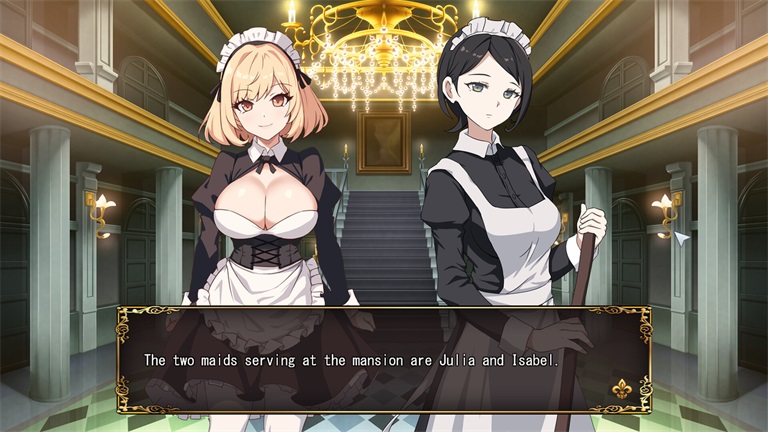 The two maids serving at the mansion are Julia and Isabel.